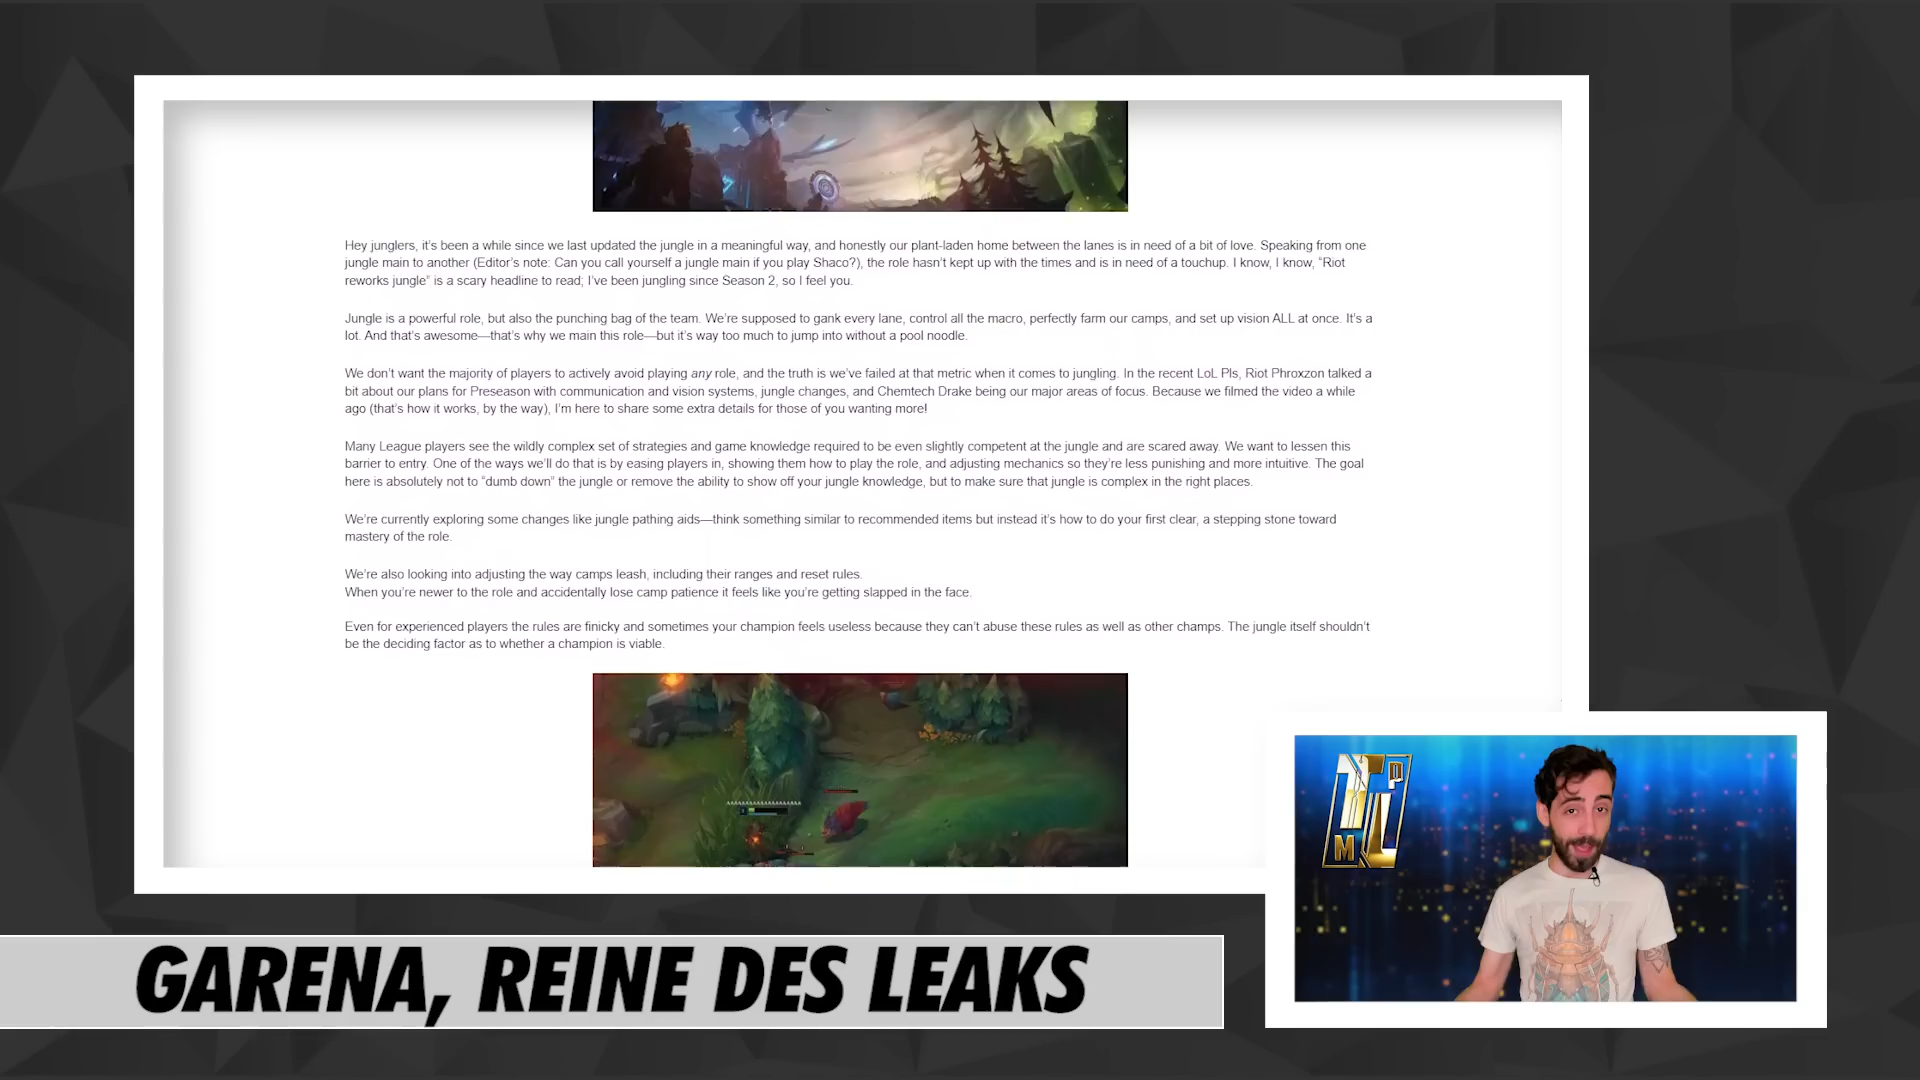 Hey junglers, it's been a while since we last updated the jungle in a meaningful way, and honestly our plant-laden home between the lanes is in need of a bit of love. Speaking from one
jungle main to another (Editor's note: Can you call yourself a jungle main if you play Shaco?), the role hasn't kept up with the times and is in need of a touchup. I know, I know, “Riot
reworks jungle” is a scary headline to read; I've been jungling since Season 2, so I feel you.
Jungle is a powerful role, but also the punching bag of the team. We're supposed to gank every lane, control all the macro, perfectly farm our camps, and set up vision ALL at once. It's a
lot. And that's awesome—that's why we main this role—but it's way too much to jump into without a pool noodle.
We don't want the majority of players to actively avoid playing any role, and the truth is we've failed at that metric when it comes to jungling. In the recent LoL Pls, Riot Phroxzon talked a
bit about our plans for Preseason with communication and vision systems, jungle changes, and Chemtech Drake being our major areas of focus. Because we filmed the video a while
ago (that's how it works, by the way), I'm here to share some extra details for those of you wanting more!
Many League players see the wildly complex set of strategies and game knowledge required to be even slightly competent at the jungle and are scared away. We want to lessen this
barrier to entry. One of the ways we'll do that is by easing players in, showing them how to play the role, and adjusting mechanics so they're less punishing and more intuitive. The goal
here is absolutely not to “dumb down” the jungle or remove the ability to show off your jungle knowledge, but to make sure that jungle is complex in the right places.
We're currently exploring some changes like jungle pathing aids—think something similar to recommended items but instead it's how to do your first clear, a stepping stone toward
mastery of the role.
We're also looking into adjusting the way camps leash, including their ranges and reset rules.
When you're newer to the role and accidentally lose camp patience it feels like you're getting slapped in the face.
Even for experienced players the rules are finicky and sometimes your champion feels useless because they can't abuse these rules as well as other champs. The jungle itself shouldn't
be the deciding factor as to whether a champion is viable.
GARENA, REINE DES LEAKS